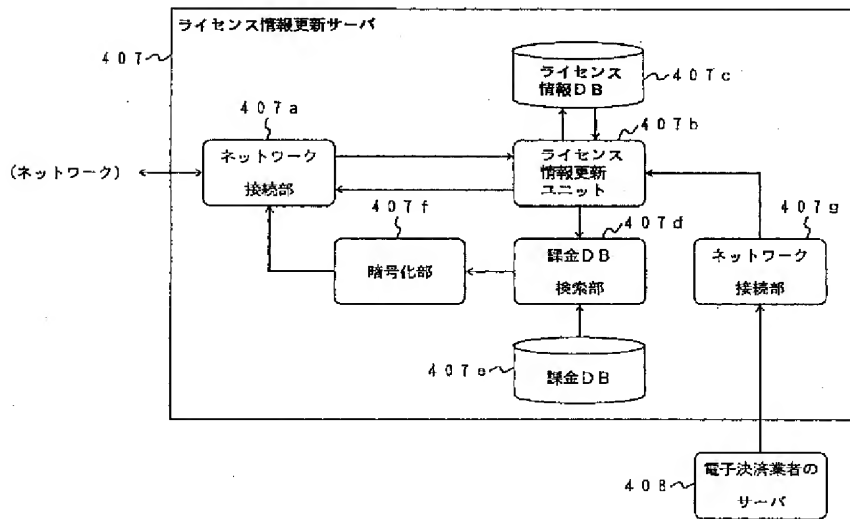 ライセンス情報更新サーバ
407
ライセンス
情報DB
407c
407a
407b
(ネットワーク)
ネットワーク
接続部
ライセンス
情報更新
ユニット
407f
407d
407g
暗号化部
課金DB
検索部
ネットワーク
接続部
407e
課金DB
408
電子決済業者の
サーバ